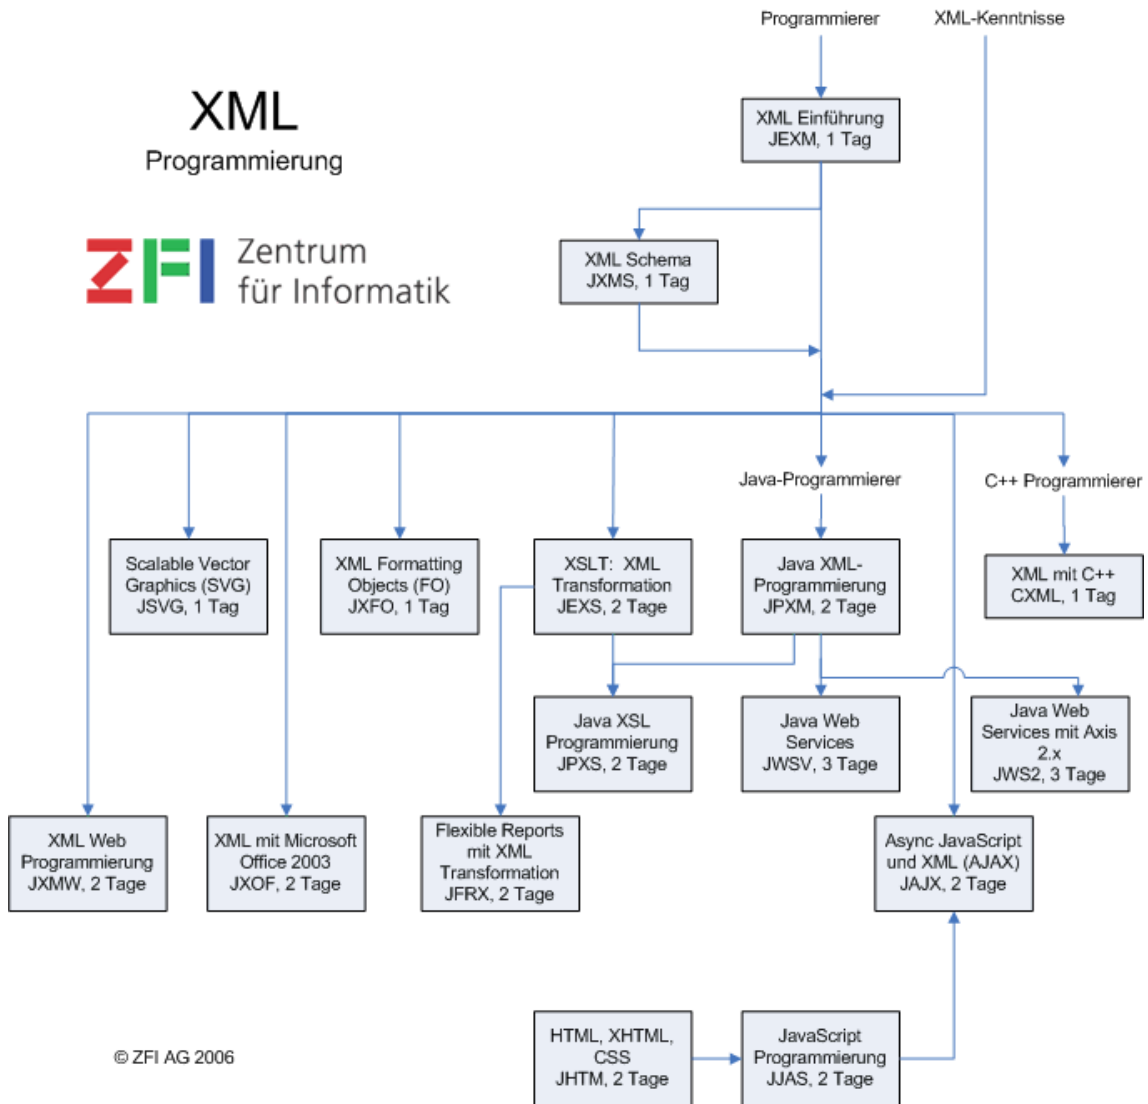 Programmierer
XML-Kenntnisse
XML
Programmierung
ZFI Zentrum
für Informatik
XML Einführung
JEXM, 1 Tag
XML Schema
JXMS, 1 Tag
Java-Programmierer
C++ Programmierer
Scalable Vector
Graphics (SVG)
JSVG, 1 Tag
XML Formatting
Objects (FO)
JXFO, 1 Tag
XSLT: XML
Transformation
JEXS, 2 Tage
Java XML-
Programmierung
JPXM, 2 Tage
XML mit C++
CXML, 1 Tag
Java XSL
Programmierung
JPXS, 2 Tage
Java Web
Services
JWSV, 3 Tage
Java Web
Services mit Axis
2.x
JWS2, 3 Tage
XML Web
Programmierung
JXMW, 2 Tage
XML mit Microsoft
Office 2003
JXOF, 2 Tage
Flexible Reports
mit XML
Transformation
JFRX, 2 Tage
Async JavaScript
und XML (AJAX)
JAJX, 2 Tage
HTML, XHTML,
CSS
JHTM, 2 Tage
JavaScript
Programmierung
JJAS, 2 Tage
© ZFI AG 2006